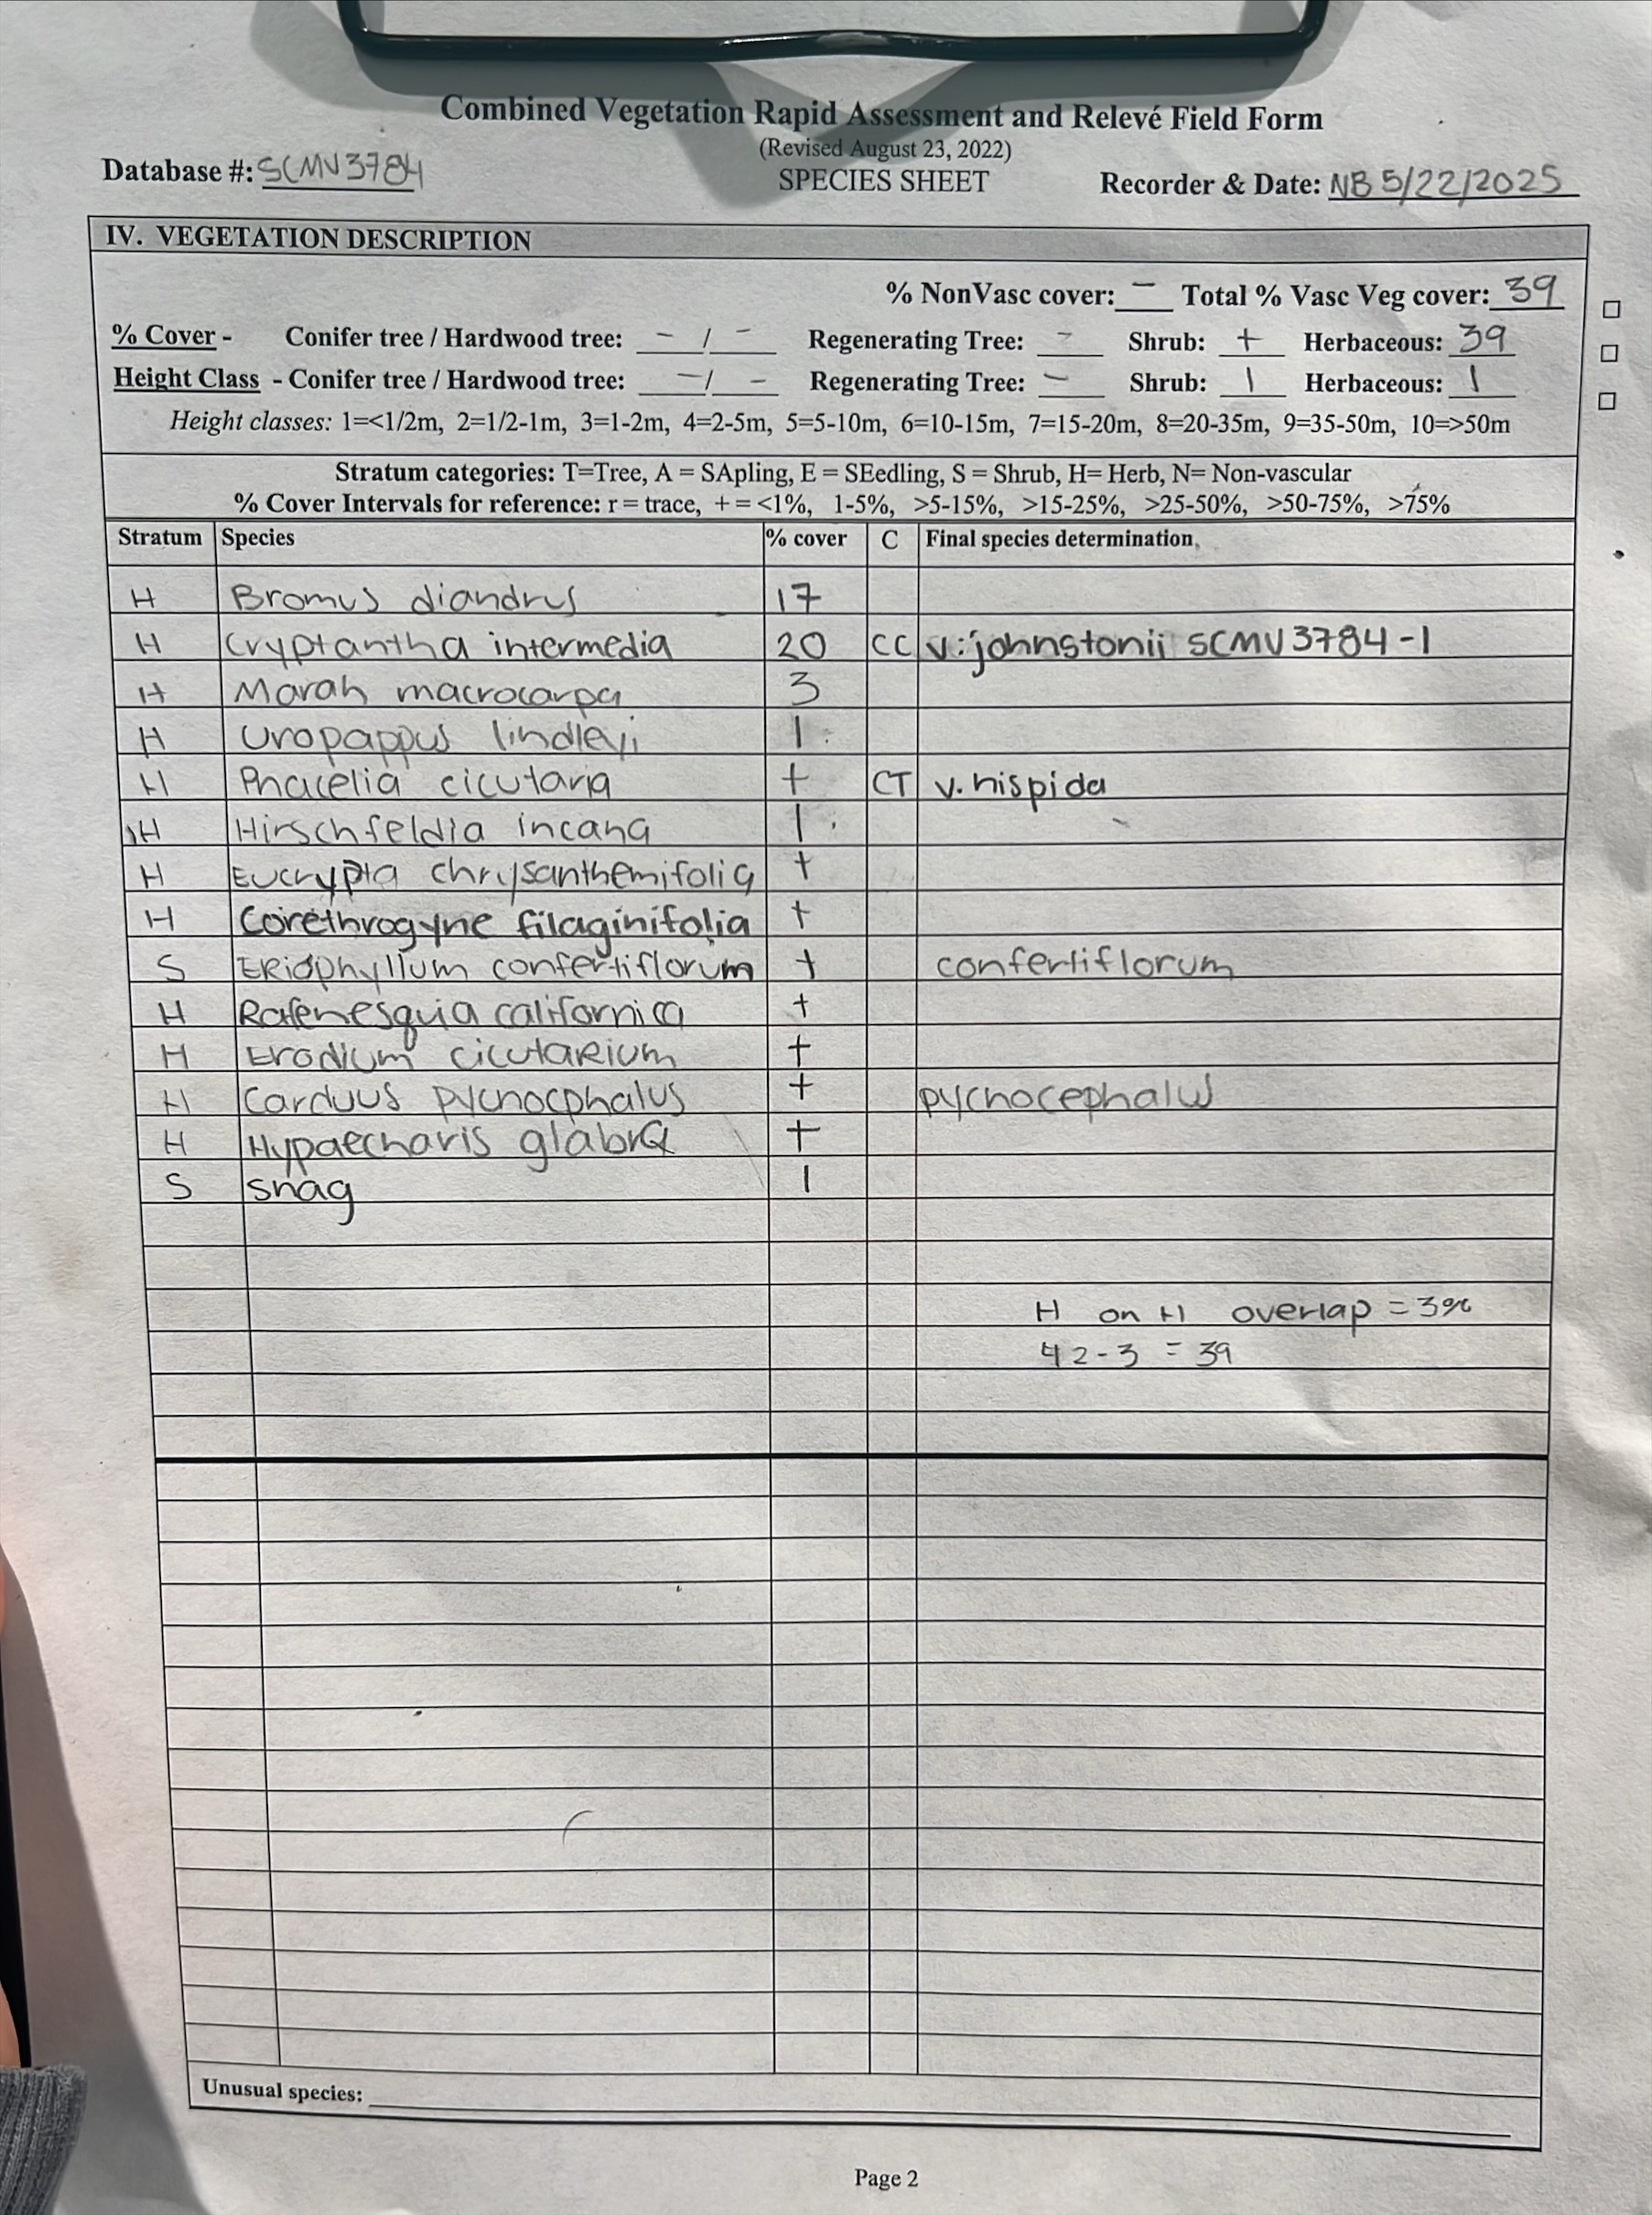 Combined Vegetation Rapid Assessment and Relevé Field Form
(Revised August 23, 2022)
Database #: SCMV3784 SPECIES SHEET Recorder & Date: NB 5/22/2025
IV. VEGETATION DESCRIPTION
% NonVasc cover: – Total % Vasc Veg cover: 39
% Cover - Conifer tree / Hardwood tree: – / – Regenerating Tree: – Shrub: + Herbaceous: 39
Height Class - Conifer tree / Hardwood tree: – / – Regenerating Tree: – Shrub: 1 Herbaceous: 1
Height classes: 1=<1/2m, 2=1/2-1m, 3=1-2m, 4=2-5m, 5=5-10m, 6=10-15m, 7=15-20m, 8=20-35m, 9=35-50m, 10=>50m
Stratum categories: T=Tree, A = SApling, E = SEedling, S = Shrub, H= Herb, N= Non-vascular
% Cover Intervals for reference: r = trace, + = <1%, 1-5%, >5-15%, >15-25%, >25-50%, >50-75%, >75%
Stratum Species % cover C Final species determination
H Bromus diandrus 17
H Cryptantha intermedia 20 CC v. johnstonii SCMV3784-1
H Marah macrocarpa 3
H Uropappus lindleyi 1
H Phacelia cicutaria + CT v. hispida
H Hirschfeldia incana 1
H Eucrypta chrysanthemifolia +
H Corethrogyne filaginifolia +
S Eriophyllum confertiflorum + confertiflorum
H Rafenesquia californica +
H Erodium cicutarium +
H Carduus pycnocphalus + pycnocephalus
H Hypaecharis glabra +
S snag 1
H on H overlap = 3%
42-3 = 39
Unusual species:
Page 2